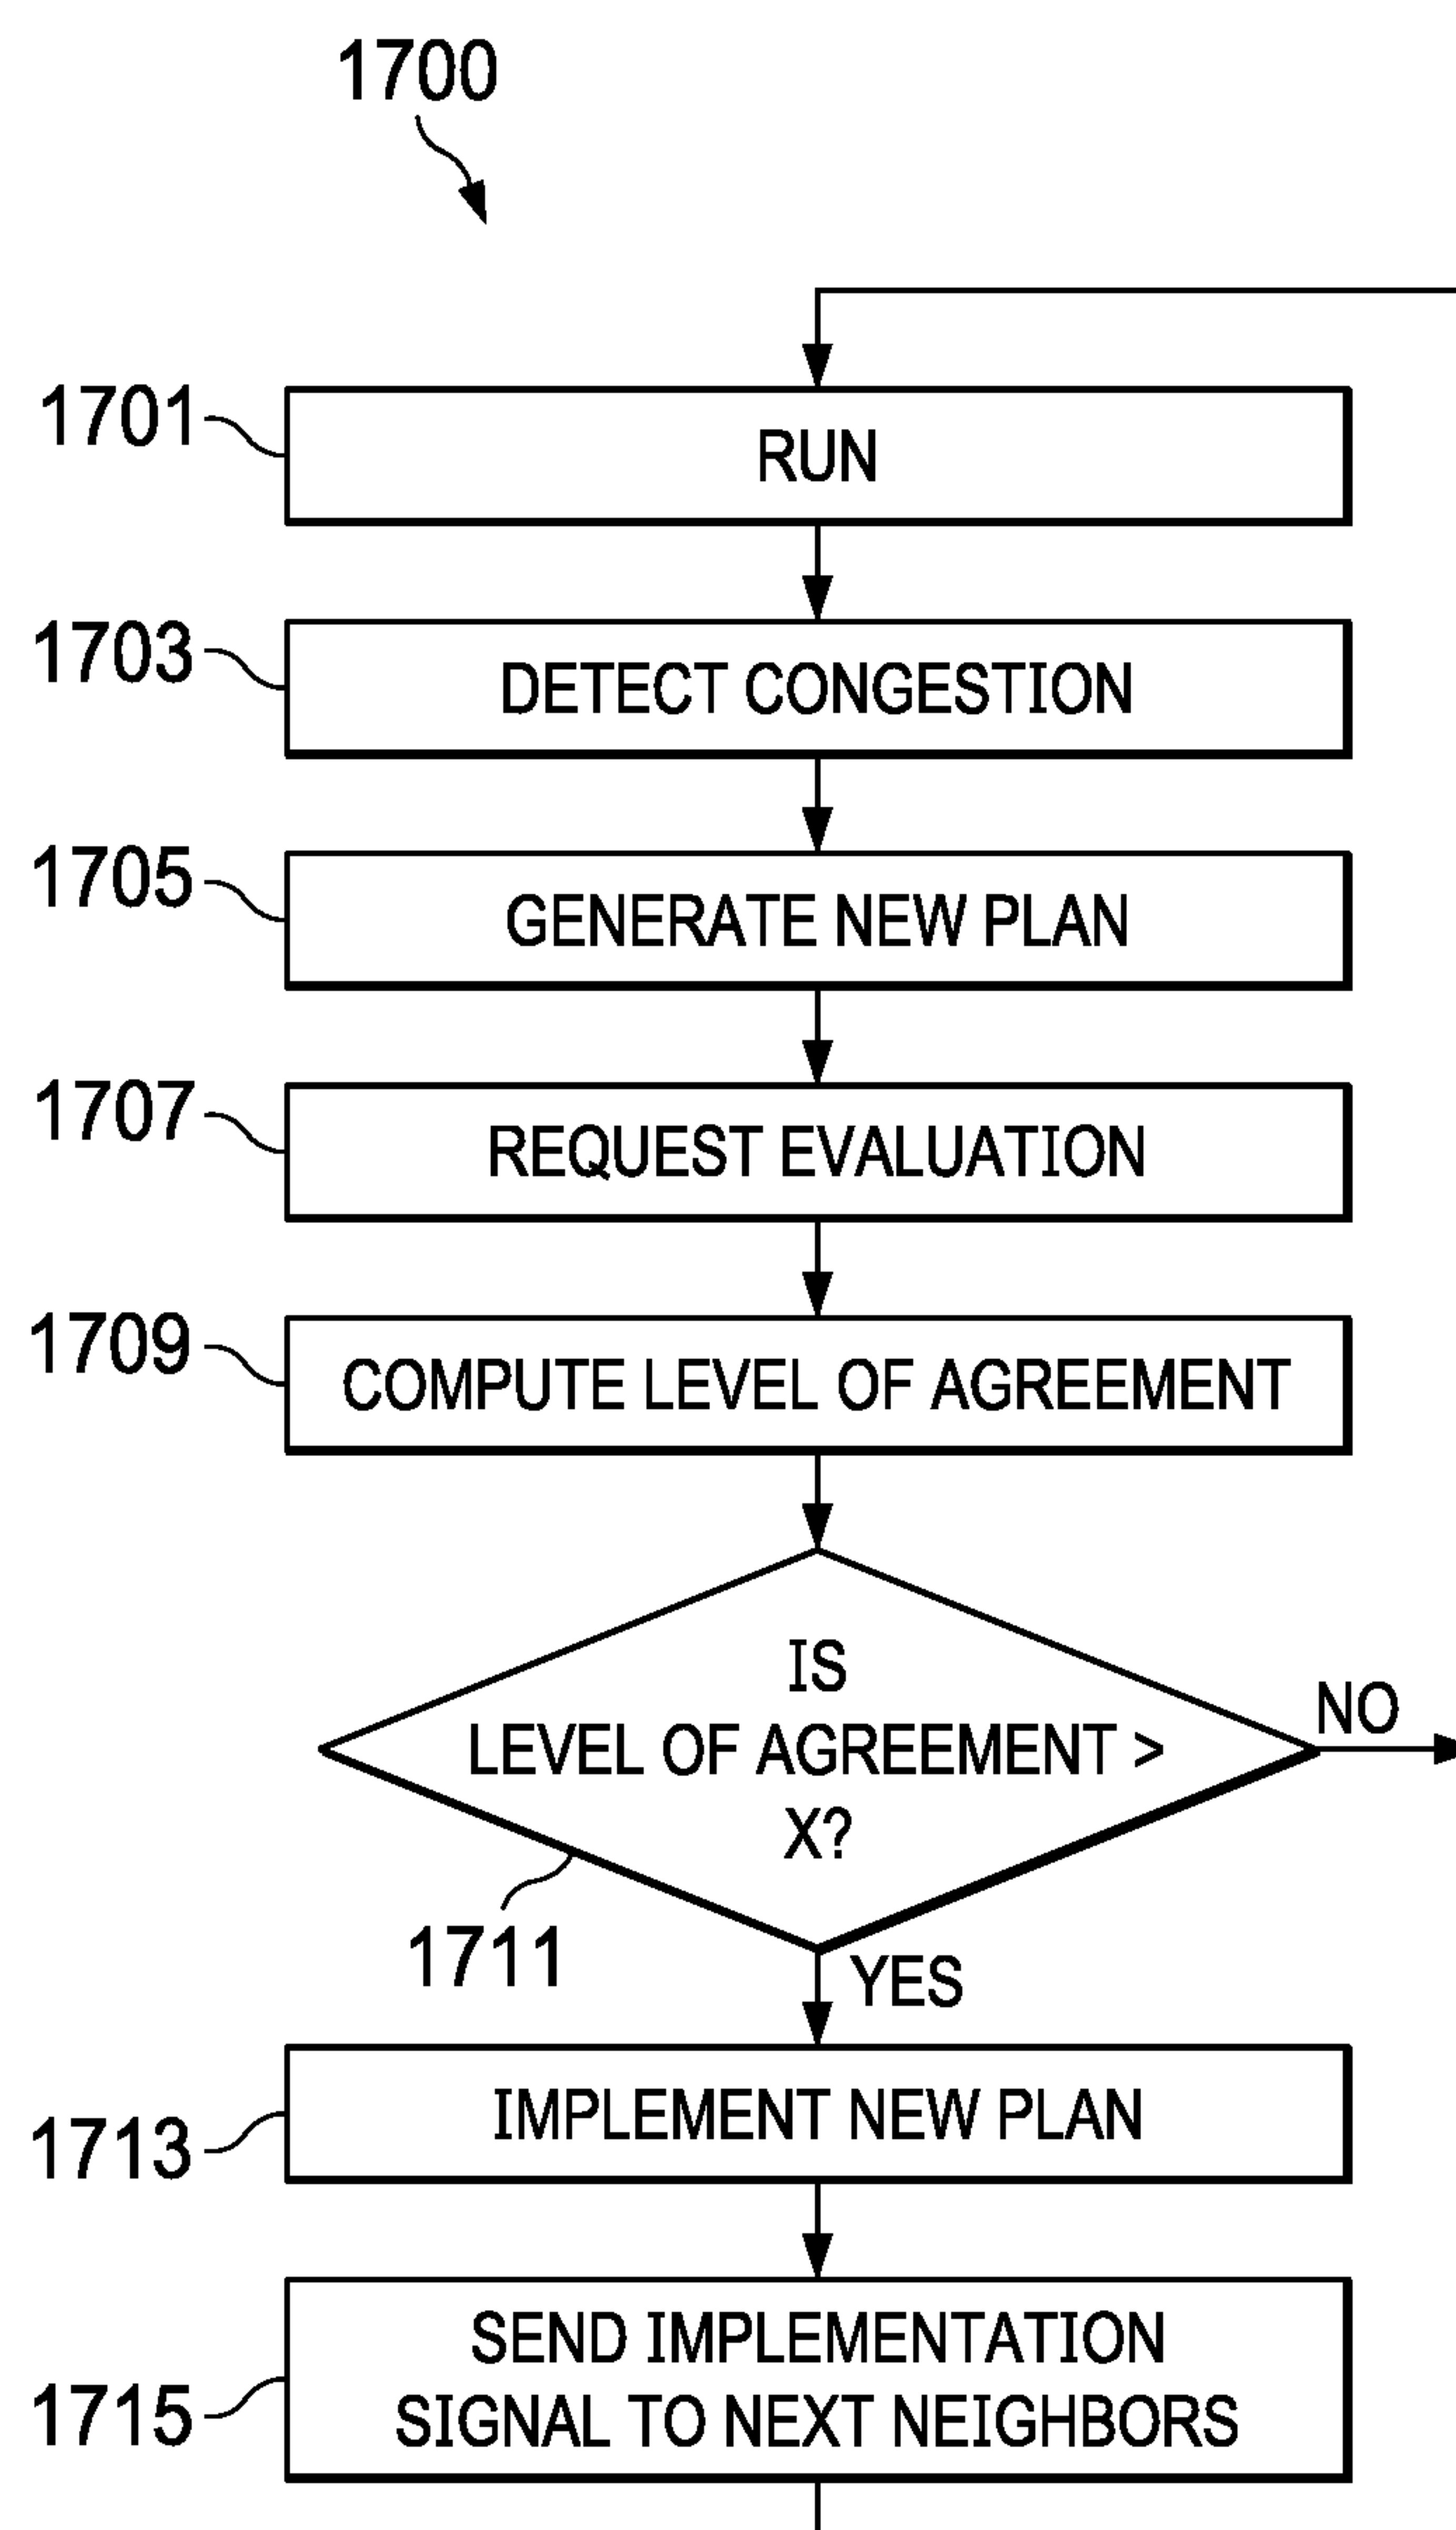 1700
1701
RUN
1703
DETECT CONGESTION
1705
GENERATE NEW PLAN
1707
REQUEST EVALUATION
1709
COMPUTE LEVEL OF AGREEMENT
IS
LEVEL OF AGREEMENT >
X?
NO
1711
YES
1713
IMPLEMENT NEW PLAN
1715
SEND IMPLEMENTATION
SIGNAL TO NEXT NEIGHBORS